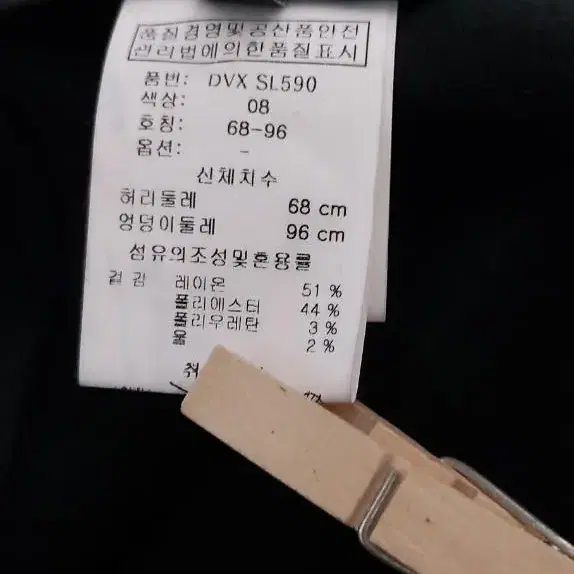 품질경영및공산품안전
관리법에의한품질표시
품번: DVX SL590
색상: 08
호칭: 68-96
옵션: -
신체치수
허리둘레 68 cm
엉덩이둘레 96 cm
섬유의조성및혼용률
겉감 레이온 51 %
폴리에스터 44 %
폴리우레탄 3 %
울 2 %
취